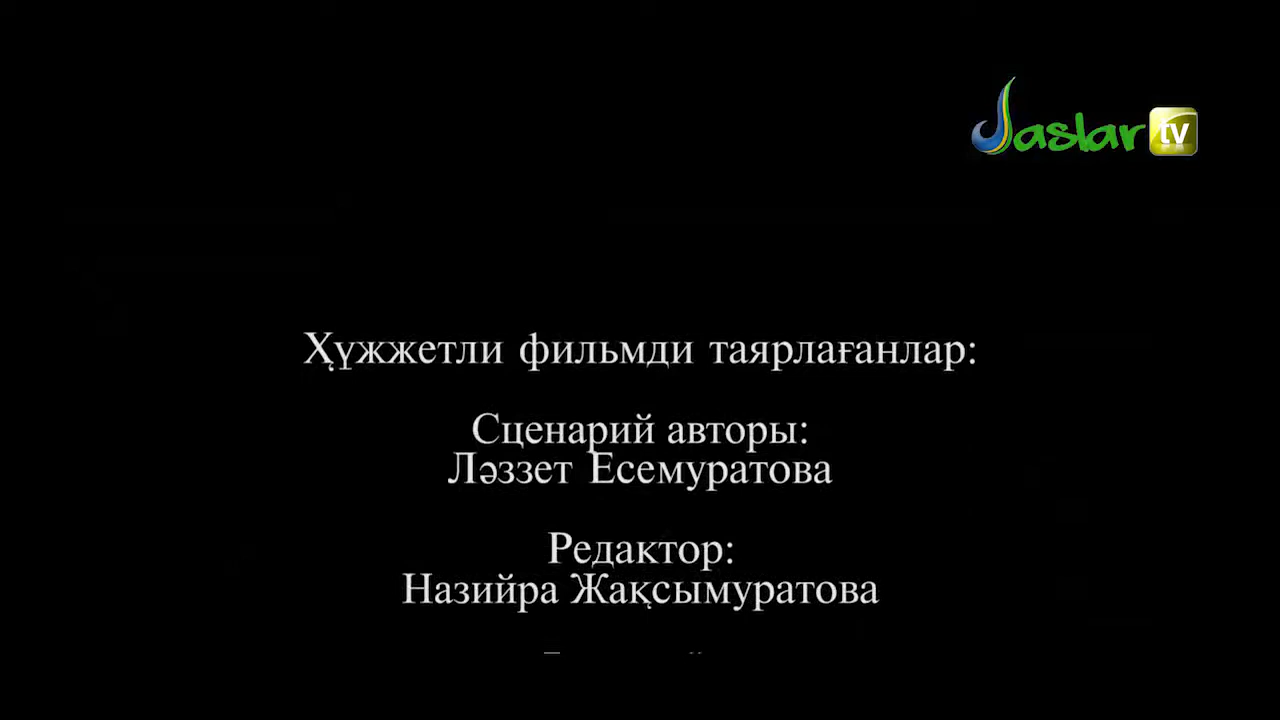 Jaslar tv
Ҳүжжетли фильмди таярлағанлар:
Сценарий авторы:
Ләззет Есемуратова
Редактор:
Назийра Жақсымуратова